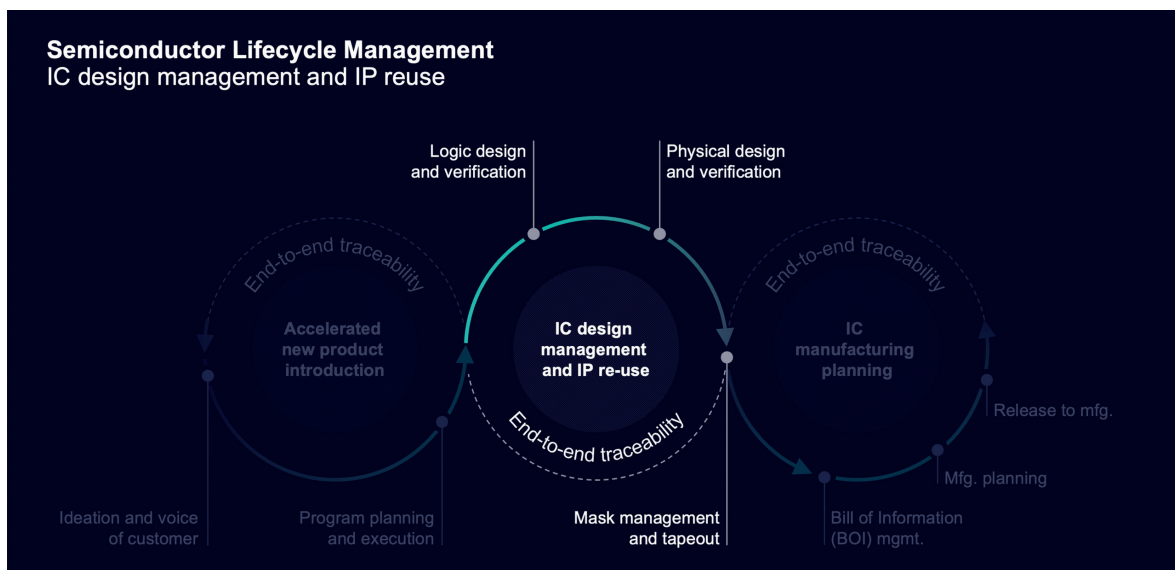 Semiconductor Lifecycle Management
IC design management and IP reuse
Logic design
and verification
Physical design
and verification
End-to-end traceability
Accelerated
new product
introduction
IC design
management
and IP re-use
End-to-end traceability
End-to-end traceability
IC
manufacturing
planning
Release to mfg.
Mfg. planning
Ideation and voice
of customer
Program planning
and execution
Mask management
and tapeout
Bill of Information
(BOI) mgmt.